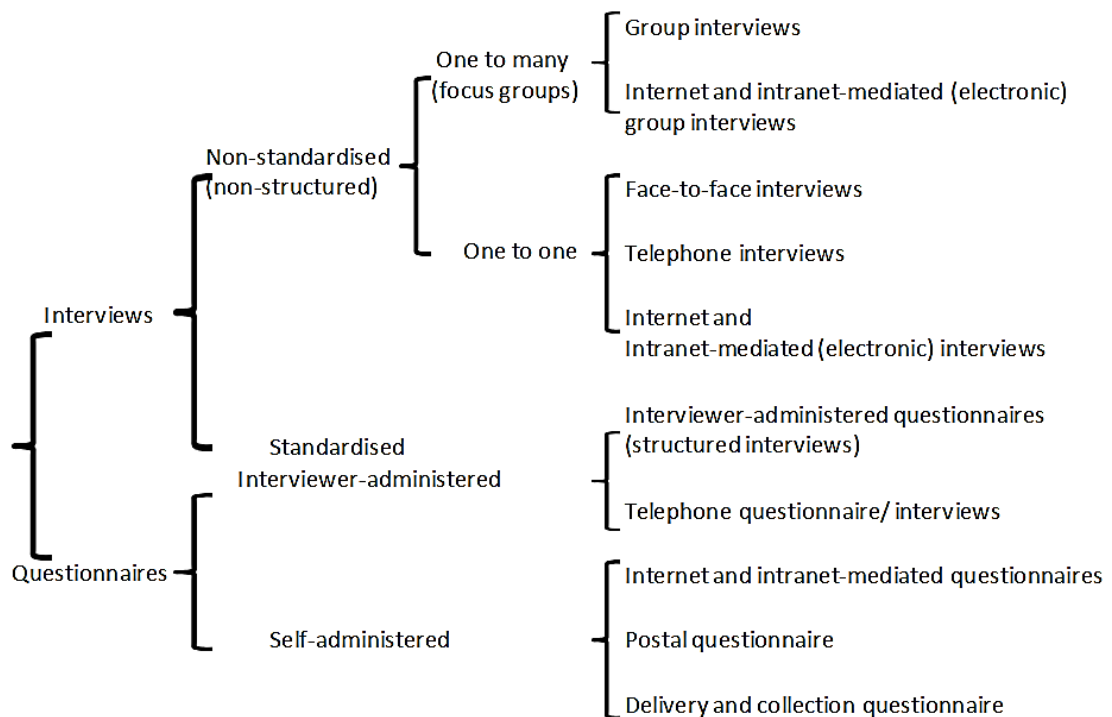 Group interviews
One to many
(focus groups)
Internet and intranet-mediated (electronic)
group interviews
Non-standardised
(non-structured)
Face-to-face interviews
One to one
Telephone interviews
Interviews
Internet and
Intranet-mediated (electronic) interviews
Interviewer-administered questionnaires
(structured interviews)
Standardised
Interviewer-administered
Telephone questionnaire/ interviews
Questionnaires
Internet and intranet-mediated questionnaires
Self-administered
Postal questionnaire
Delivery and collection questionnaire